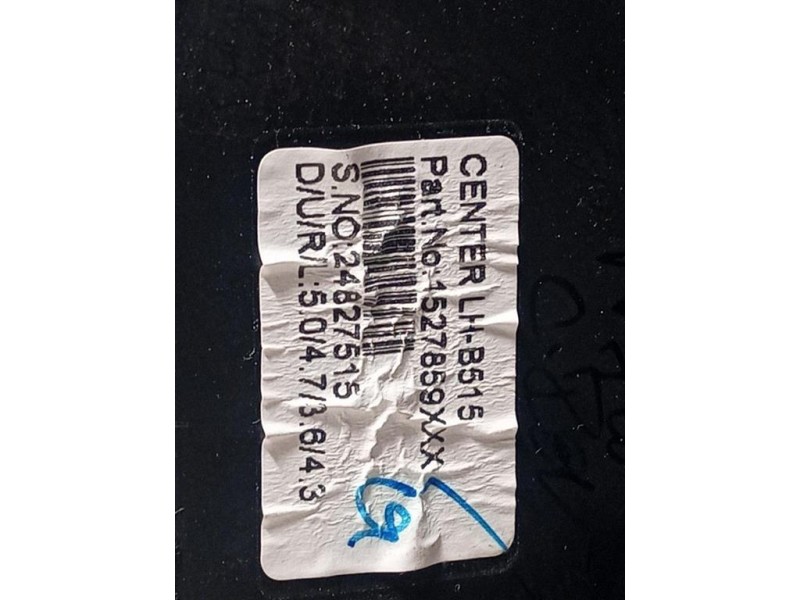 CENTER LH-B515
Part.No:1527859XXX
S.NO:24827515
D/U/R/L:5.0/4.7/3.6/4.3